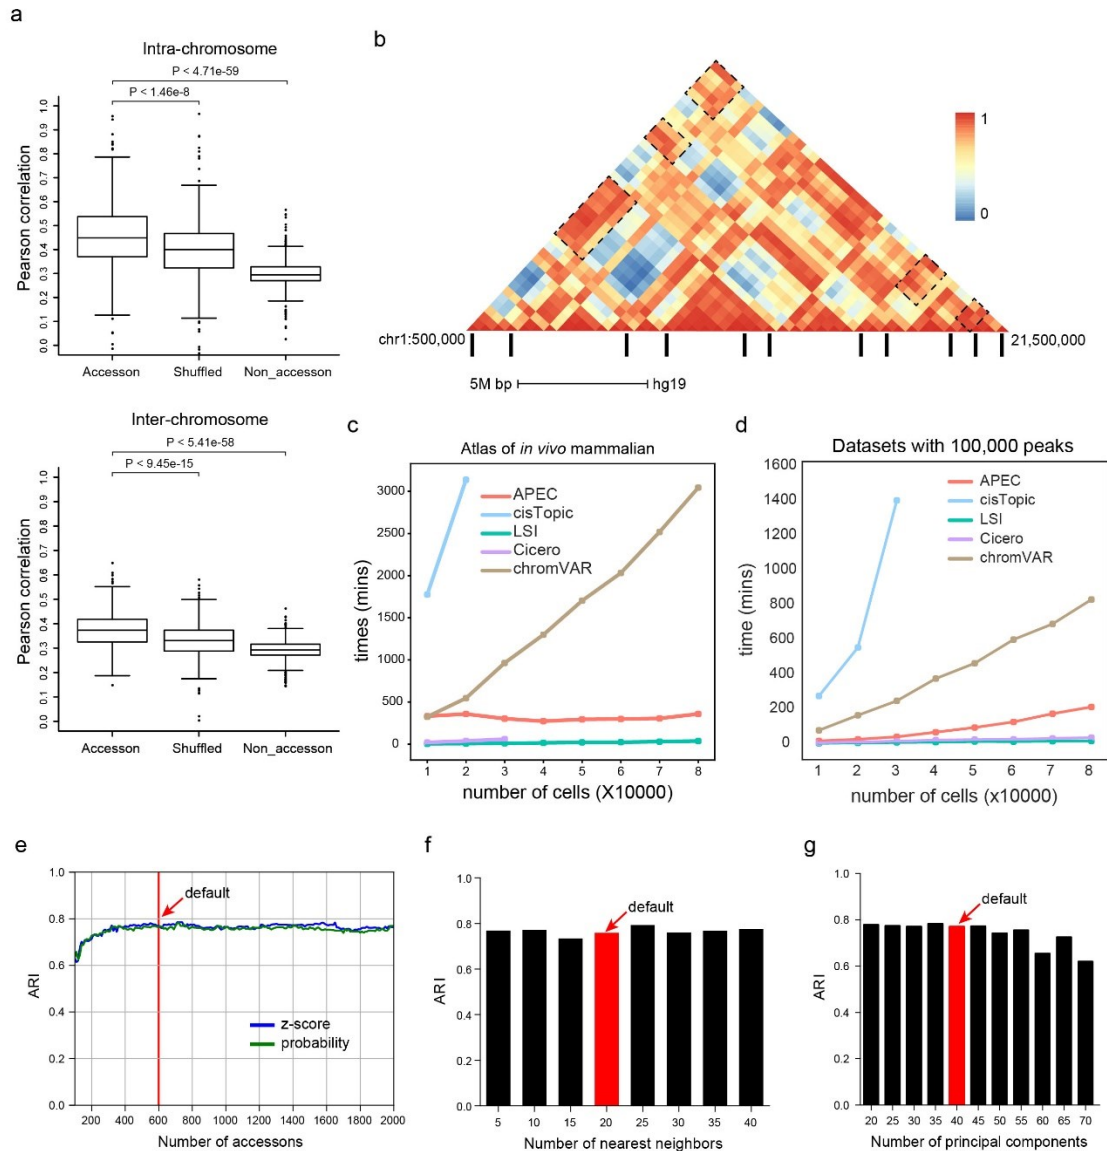 a
Intra-chromosome
P < 4.71e-59
P < 1.46e-8
Pearson correlation
1.0
0.9
0.8
0.7
0.6
0.5
0.4
0.3
0.2
0.1
0.0
Accesson Shuffled Non_accesson
Inter-chromosome
P < 5.41e-58
P < 9.45e-15
Pearson correlation
1.0
0.9
0.8
0.7
0.6
0.5
0.4
0.3
0.2
0.1
0.0
Accesson Shuffled Non_accesson
b
1
0
chr1:500,000 21,500,000
5M bp hg19
c
Atlas of in vivo mammalian
APEC
cisTopic
LSI
Cicero
chromVAR
times (mins)
3000
2500
2000
1500
1000
500
0
1 2 3 4 5 6 7 8
number of cells (X10000)
d
Datasets with 100,000 peaks
APEC
cisTopic
LSI
Cicero
chromVAR
time (mins)
1600
1400
1200
1000
800
600
400
200
0
1 2 3 4 5 6 7 8
number of cells (x10000)
e
default
ARI
1.0
0.8
0.6
0.4
0.2
0.0
z-score
probability
200 400 600 800 1000 1200 1400 1600 1800 2000
Number of accessons
f
default
ARI
1.0
0.8
0.6
0.4
0.2
0.0
5 10 15 20 25 30 35 40
Number of nearest neighbors
g
default
ARI
1.0
0.8
0.6
0.4
0.2
0.0
20 25 30 35 40 45 50 55 60 65 70
Number of principal components